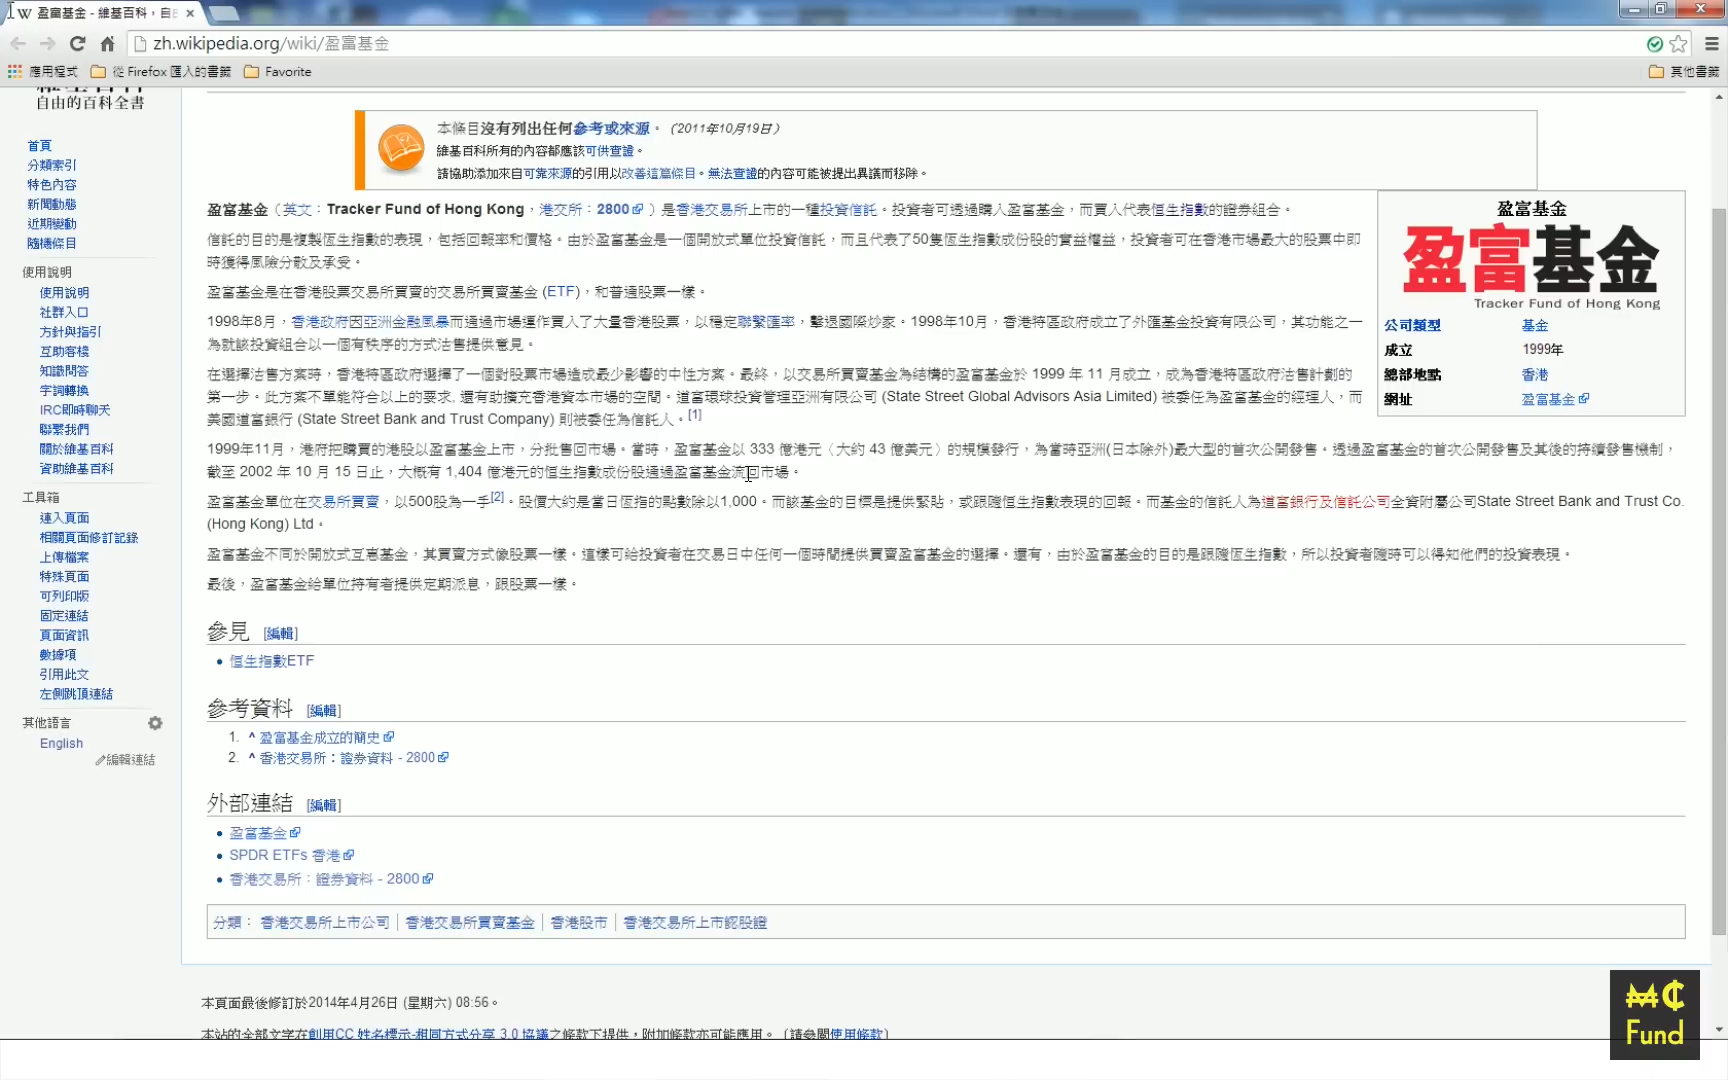 盈富基金 - 維基百科，自由
zh.wikipedia.org/wiki/盈富基金
應用程式 從 Firefox 匯入的書籤 Favorite 其他書籤
自由的百科全書
首頁
分類索引
特色內容
新聞動態
近期變動
隨機條目
使用說明
使用說明
社群入口
方針與指引
互助客棧
知識問答
字詞轉換
IRC即時聊天
聯繫我們
關於維基百科
資助維基百科
工具箱
連入頁面
相關頁面修訂記錄
上傳檔案
特殊頁面
可列印版
固定連結
頁面資訊
數據項
引用此文
左側跳頂連結
其他語言
English
編輯連結
本條目沒有列出任何參考或來源。（2011年10月19日）
維基百科所有的內容都應該可供查證。
請協助添加來自可靠來源的引用以改善這篇條目。無法查證的內容可能被提出異議而移除。
盈富基金（英文：Tracker Fund of Hong Kong，港交所：2800）是香港交易所上市的一種投資信託。投資者可透過購入盈富基金，而買入代表恒生指數的證券組合。
信託的目的是複製恆生指數的表現，包括回報率和價格。由於盈富基金是一個開放式單位投資信託，而且代表了50隻恆生指數成份股的實益權益，投資者可在香港市場最大的股票中即
時獲得風險分散及承受。
盈富基金是在香港股票交易所買賣的交易所買賣基金 (ETF)，和普通股票一樣。
1998年8月，香港政府因亞洲金融風暴而通過市場運作買入了大量香港股票，以穩定聯繫匯率，擊退國際炒家。1998年10月，香港特區政府成立了外匯基金投資有限公司，其功能之一
為就該投資組合以一個有秩序的方式沽售提供意見。
在選擇沽售方案時，香港特區政府選擇了一個對股票市場造成最少影響的中性方案。最終，以交易所買賣基金為結構的盈富基金於 1999 年 11 月成立，成為香港特區政府沽售計劃的
第一步。此方案不單能符合以上的要求, 還有助擴充香港資本市場的空間。道富環球投資管理亞洲有限公司 (State Street Global Advisors Asia Limited) 被委任為盈富基金的經理人，而
美國道富銀行 (State Street Bank and Trust Company) 則被委任為信託人。[1]
1999年11月，港府把購買的港股以盈富基金上市，分批售回市場。當時，盈富基金以 333 億港元（大約 43 億美元）的規模發行，為當時亞洲(日本除外)最大型的首次公開發售。透過盈富基金的首次公開發售及其後的持續發售機制，
截至 2002 年 10 月 15 日止，大概有 1,404 億港元的恒生指數成份股通過盈富基金流回市場。
盈富基金單位在交易所買賣，以500股為一手[2]。股價大約是當日恆指的點數除以1,000。而該基金的目標是提供緊貼，或跟隨恒生指數表現的回報。而基金的信託人為道富銀行及信託公司全資附屬公司State Street Bank and Trust Co.
(Hong Kong) Ltd。
盈富基金不同於開放式互惠基金，其買賣方式像股票一樣。這樣可給投資者在交易日中任何一個時間提供買賣盈富基金的選擇。還有，由於盈富基金的目的是跟隨恆生指數，所以投資者隨時可以得知他們的投資表現。
最後，盈富基金給單位持有者提供定期派息，跟股票一樣。
盈富基金
盈富基金
Tracker Fund of Hong Kong
公司類型 基金
成立 1999年
總部地點 香港
網址 盈富基金
參見 [編輯]
恒生指數ETF
參考資料 [編輯]
1. ^ 盈富基金成立的簡史
2. ^ 香港交易所：證券資料 - 2800
外部連結 [編輯]
盈富基金
SPDR ETFs 香港
香港交易所：證券資料 - 2800
分類： 香港交易所上市公司 | 香港交易所買賣基金 | 香港股市 | 香港交易所上市認股證
本頁面最後修訂於2014年4月26日 (星期六) 08:56。
本站的全部文字在創用CC 姓名標示-相同方式分享 3.0 協議之條款下提供，附加條款亦可能應用。（請參閱使用條款）
M₵
Fund